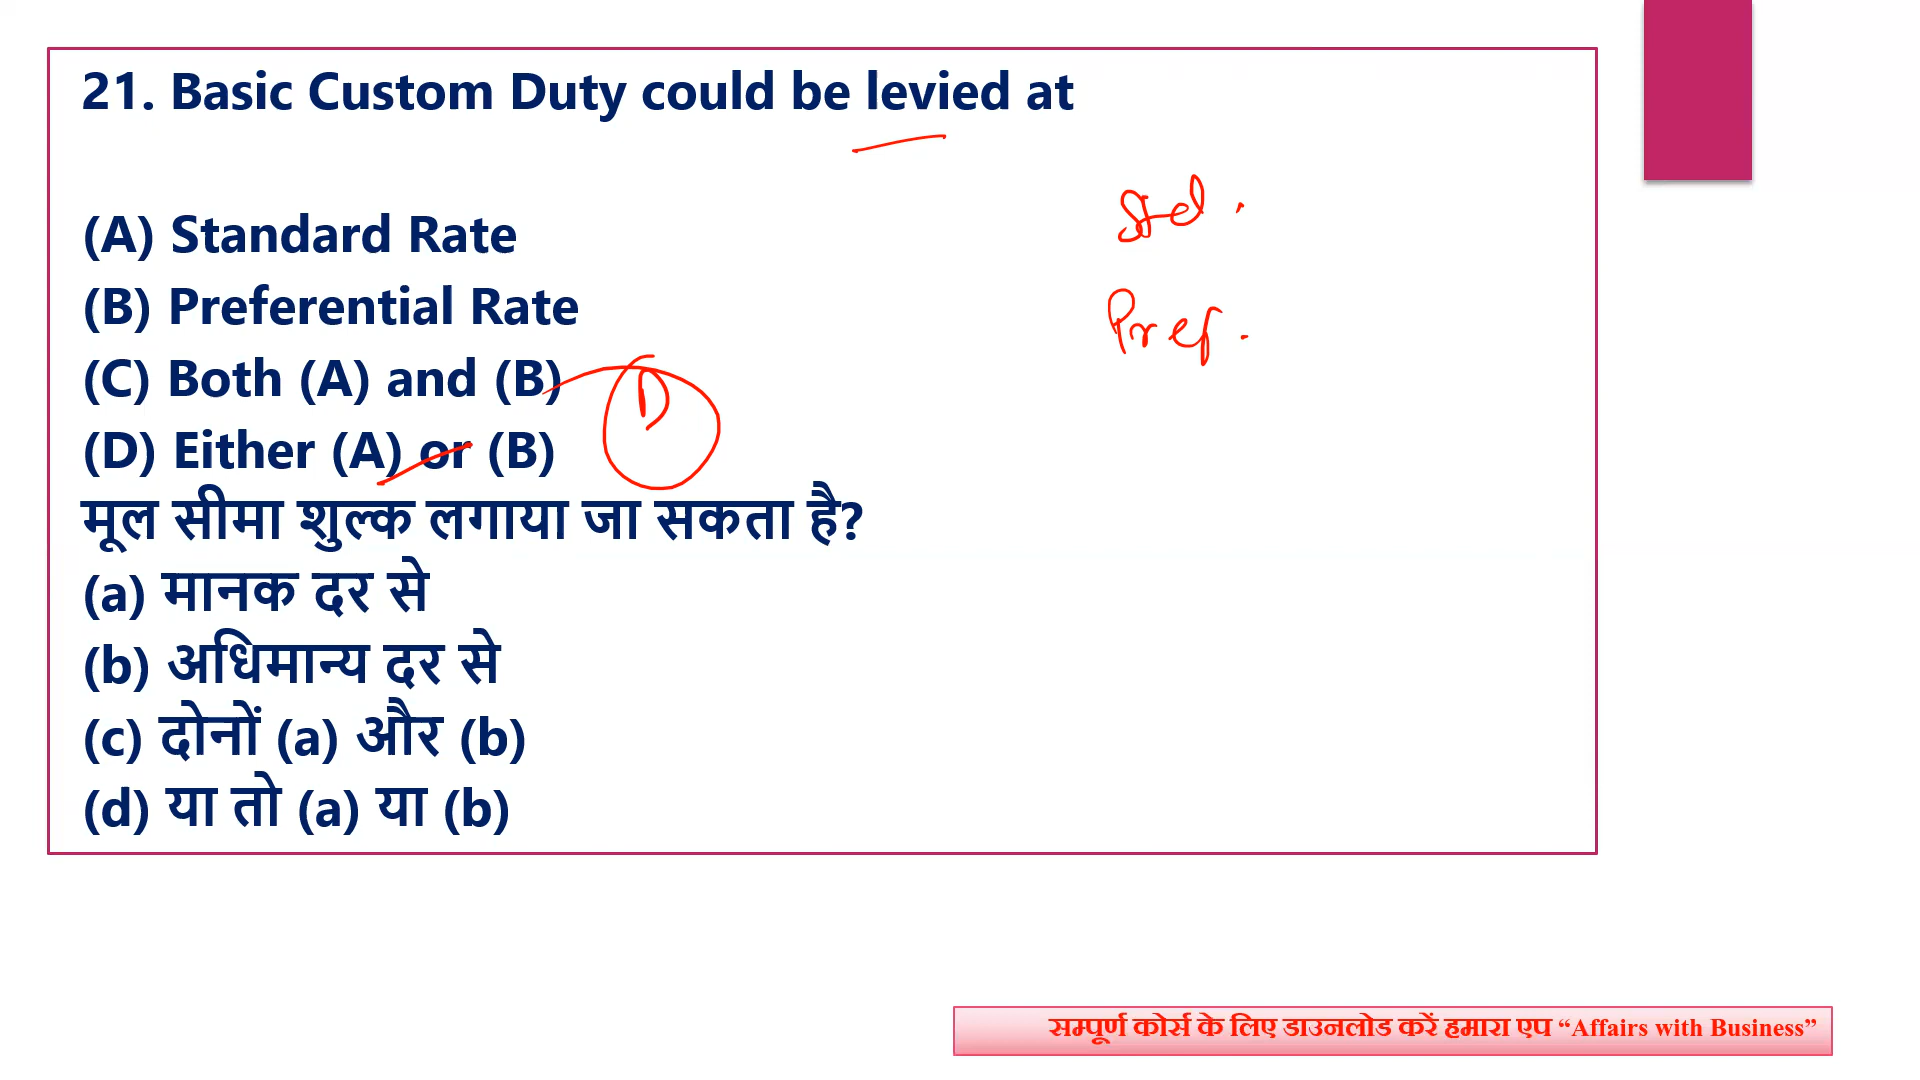 21. Basic Custom Duty could be levied at
(A) Standard Rate
(B) Preferential Rate
(C) Both (A) and (B)
(D) Either (A) or (B)
मूल सीमा शुल्क लगाया जा सकता है?
(a) मानक दर से
(b) अधिमान्य दर से
(c) दोनों (a) और (b)
(d) या तो (a) या (b)
Std.
Pref.
D
सम्पूर्ण कोर्स के लिए डाउनलोड करें हमारा एप “Affairs with Business”